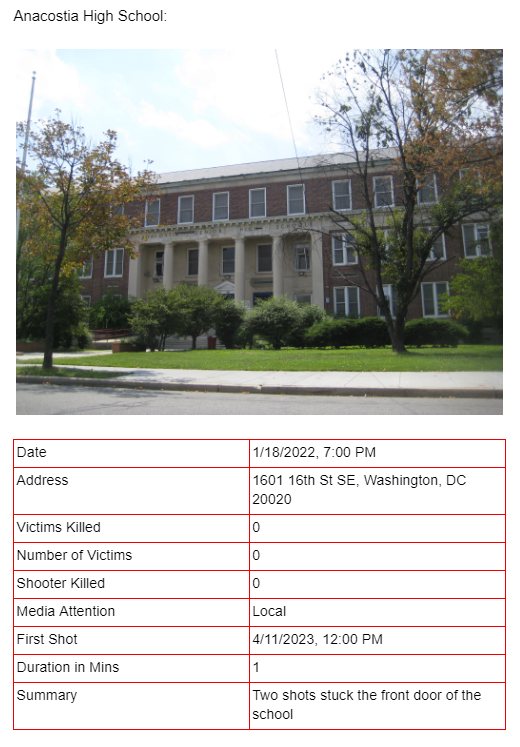 Anacostia High School:
Date 1/18/2022, 7:00 PM
Address 1601 16th St SE, Washington, DC
20020
Victims Killed 0
Number of Victims 0
Shooter Killed 0
Media Attention Local
First Shot 4/11/2023, 12:00 PM
Duration in Mins 1
Summary Two shots stuck the front door of the
school